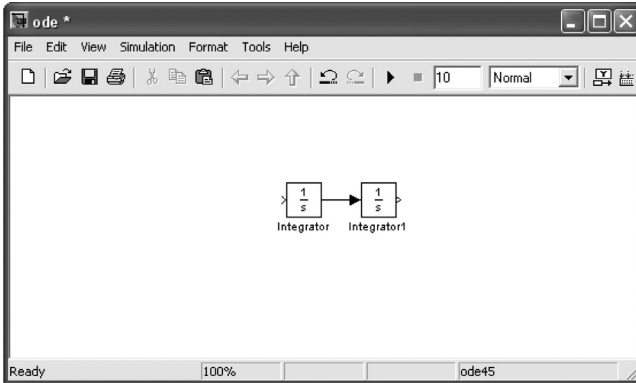 ode *
File Edit View Simulation Format Tools Help
10 Normal
1 1
s s
Integrator Integrator1
Ready 100% ode45